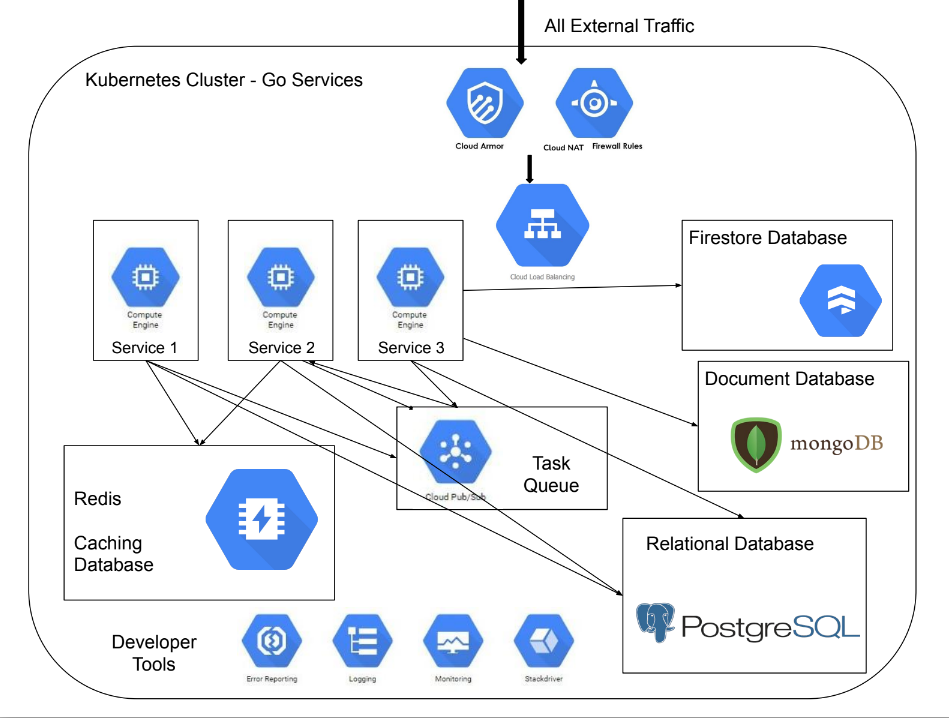 All External Traffic
Kubernetes Cluster - Go Services
Cloud Armor
Cloud NAT
Firewall Rules
Cloud Load Balancing
Compute
Engine
Service 1
Compute
Engine
Service 2
Compute
Engine
Service 3
Firestore Database
Document Database
mongoDB
Cloud Pub/Sub
Task
Queue
Redis
Caching
Database
Relational Database
PostgreSQL
Developer
Tools
Error Reporting
Logging
Monitoring
Stackdriver